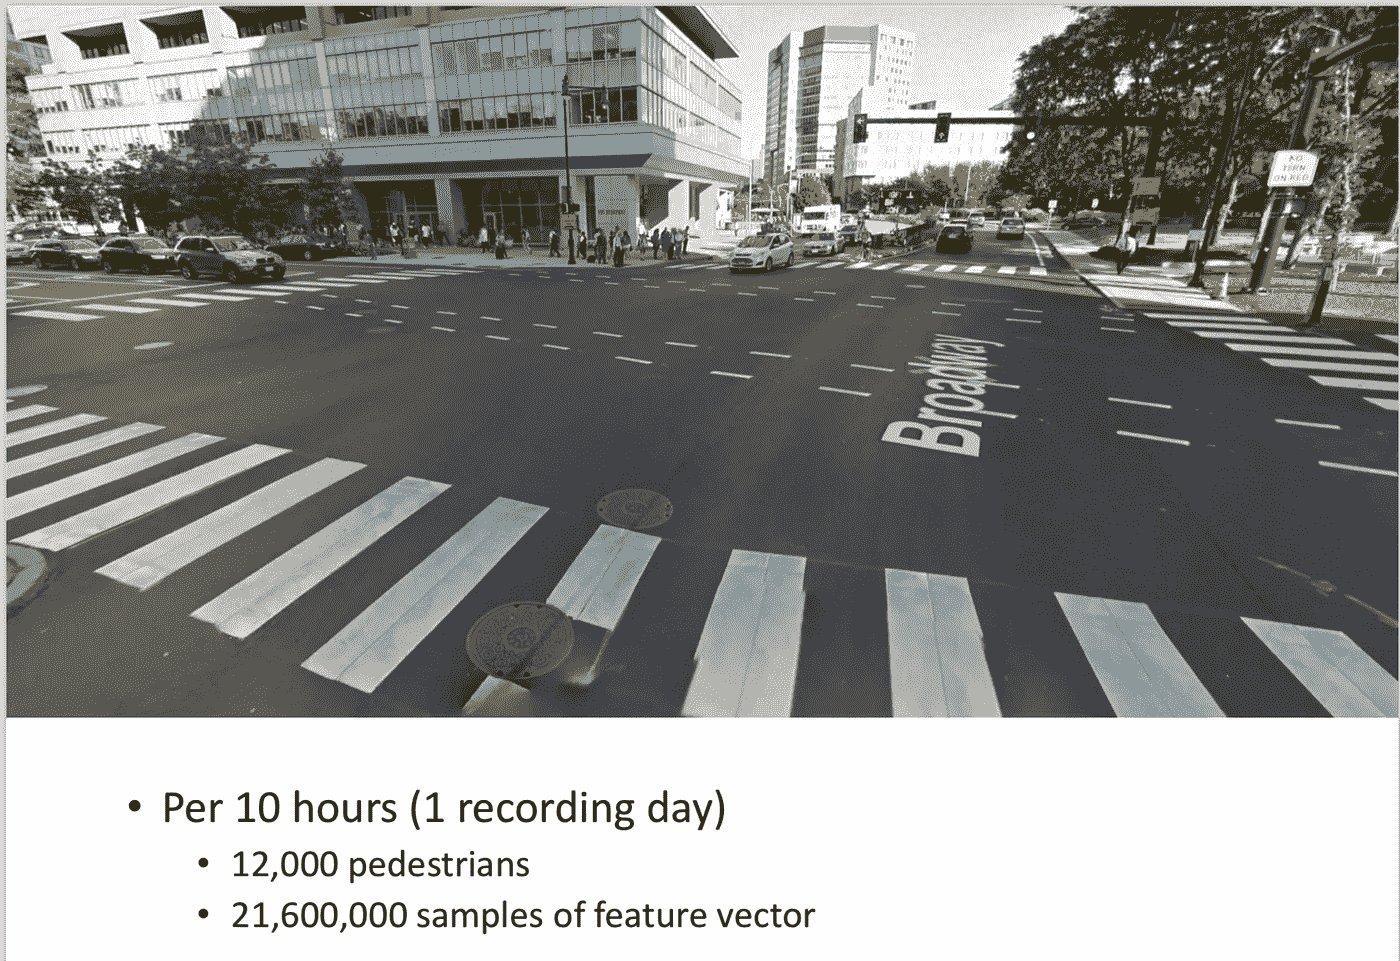 NO
TURN
ON RED
Broadway
• Per 10 hours (1 recording day)
• 12,000 pedestrians
• 21,600,000 samples of feature vector